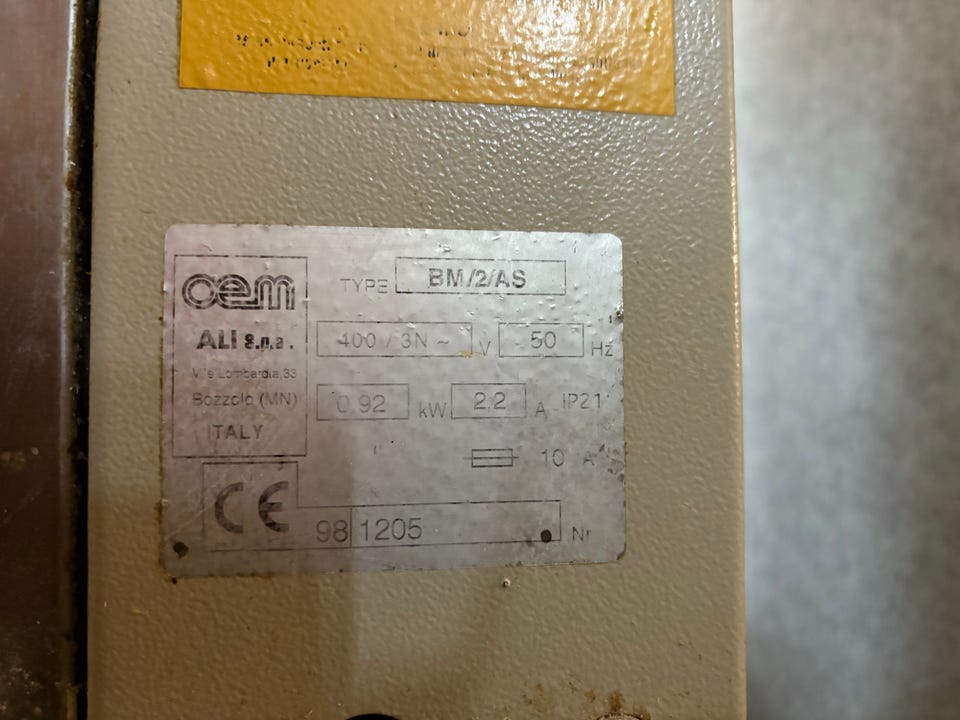 oem
ALI S.p.a.
V.le Lombardia, 33
Bozzolo (MN)
ITALY
TYPE BM/2/AS
400 / 3N ~ V 50 Hz
0.92 kW 2,2 A IP21
10 A
CE
98 1205 Nr